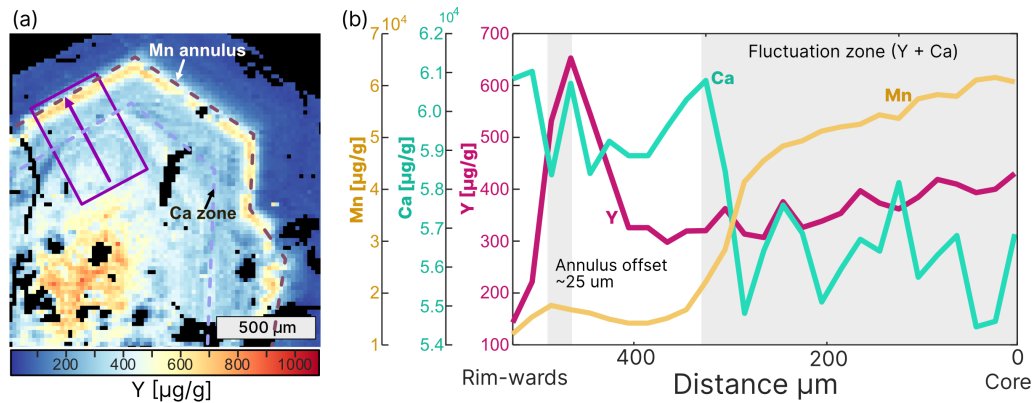 (a)
Mn annulus
Ca zone
500 µm
200 400 600 800 1000
Y [µg/g]
(b)
7 10⁴
6
5
4
3
2
1
Mn [µg/g]
6.2 10⁴
6.1
6.0
5.9
5.8
5.7
5.6
5.5
5.4
Ca [µg/g]
700
600
500
400
300
200
100
Y [µg/g]
Fluctuation zone (Y + Ca)
Ca
Mn
Y
Annulus offset
~25 um
400 200 0
Rim-wards Distance µm Core